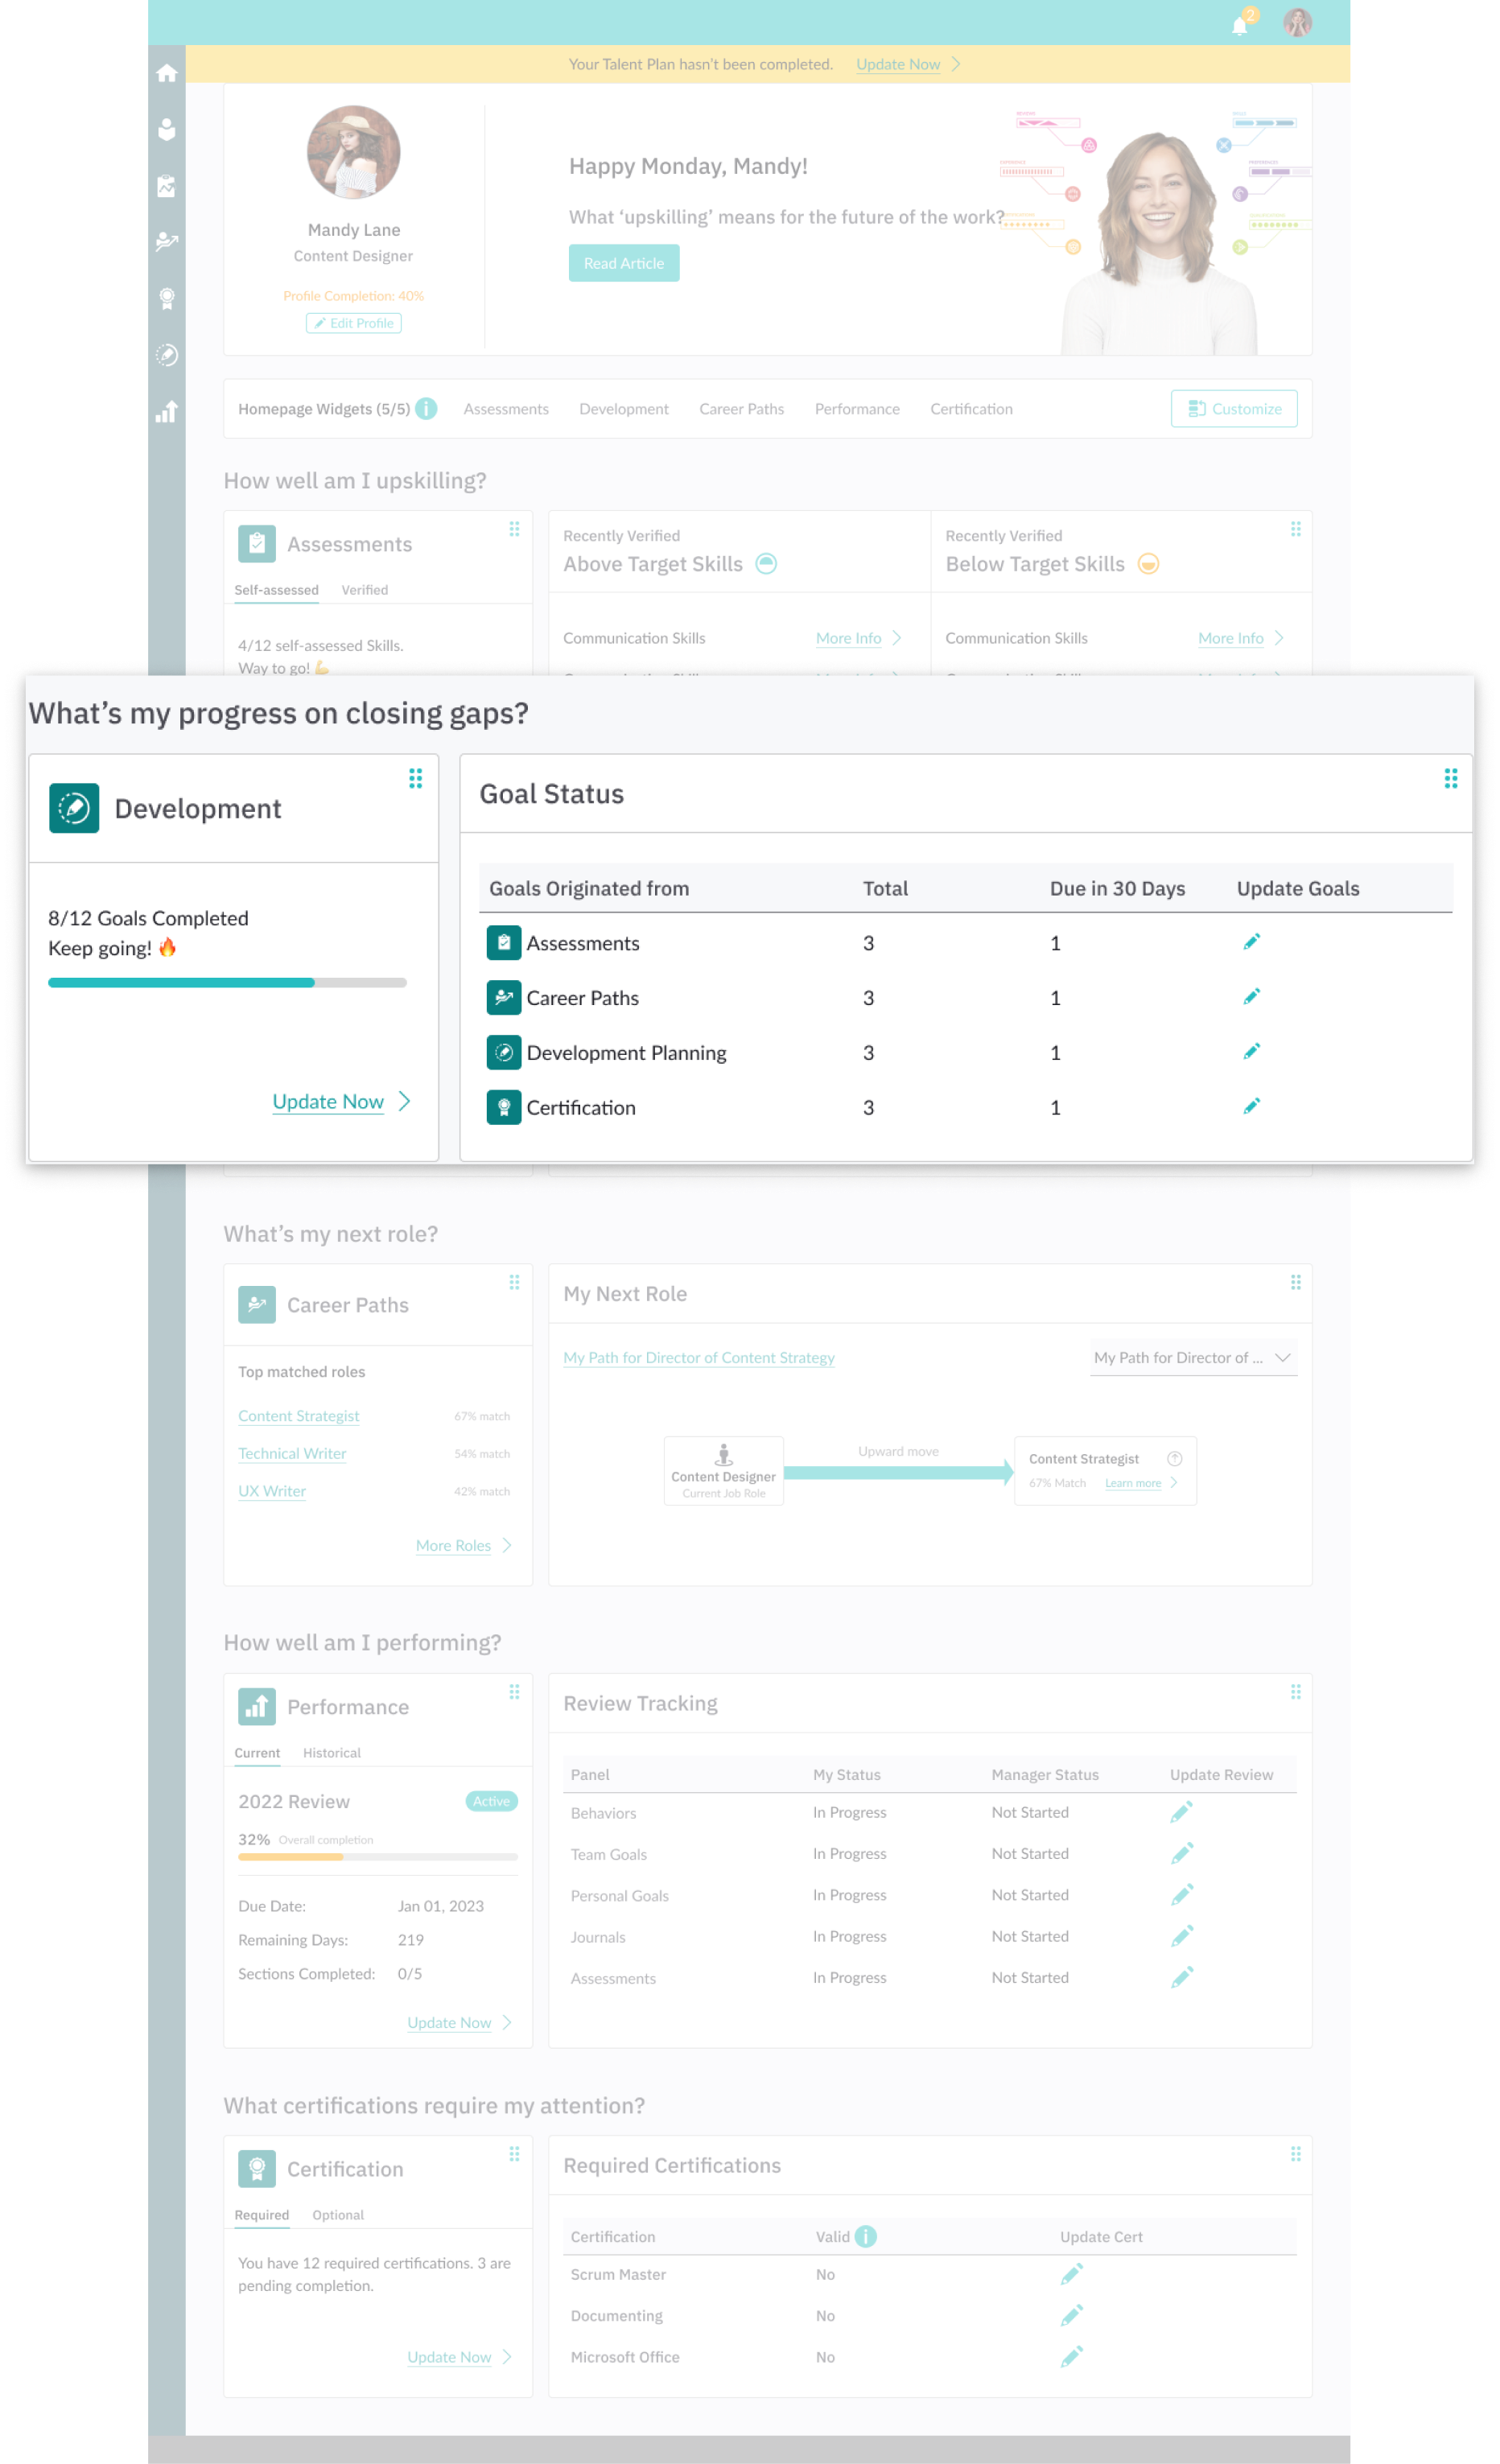 2
Your Talent Plan hasn't been completed. Update Now
Mandy Lane
Content Designer
Profile Completion: 40%
Edit Profile
Happy Monday, Mandy!
What ‘upskilling’ means for the future of the work?
Read Article
Homepage Widgets (5/5) Assessments Development Career Paths Performance Certification Customize
How well am I upskilling?
Assessments
Self-assessed Verified
4/12 self-assessed Skills.
Way to go! 💪
Recently Verified
Above Target Skills
Communication Skills More Info
Recently Verified
Below Target Skills
Communication Skills More Info
What’s my progress on closing gaps?
Development
8/12 Goals Completed
Keep going! 🔥
Update Now
Goal Status
Goals Originated from Total Due in 30 Days Update Goals
Assessments 3 1
Career Paths 3 1
Development Planning 3 1
Certification 3 1
What’s my next role?
Career Paths
Top matched roles
Content Strategist 67% match
Technical Writer 54% match
UX Writer 42% match
More Roles
My Next Role
My Path for Director of Content Strategy My Path for Director of ...
Content Designer
Current Job Role
Upward move
Content Strategist
67% Match Learn more
How well am I performing?
Performance
Current Historical
2022 Review Active
32% Overall completion
Due Date: Jan 01, 2023
Remaining Days: 219
Sections Completed: 0/5
Update Now
Review Tracking
Panel My Status Manager Status Update Review
Behaviors In Progress Not Started
Team Goals In Progress Not Started
Personal Goals In Progress Not Started
Journals In Progress Not Started
Assessments In Progress Not Started
What certifications require my attention?
Certification
Required Optional
You have 12 required certifications. 3 are
pending completion.
Update Now
Required Certifications
Certification Valid Update Cert
Scrum Master No
Documenting No
Microsoft Office No